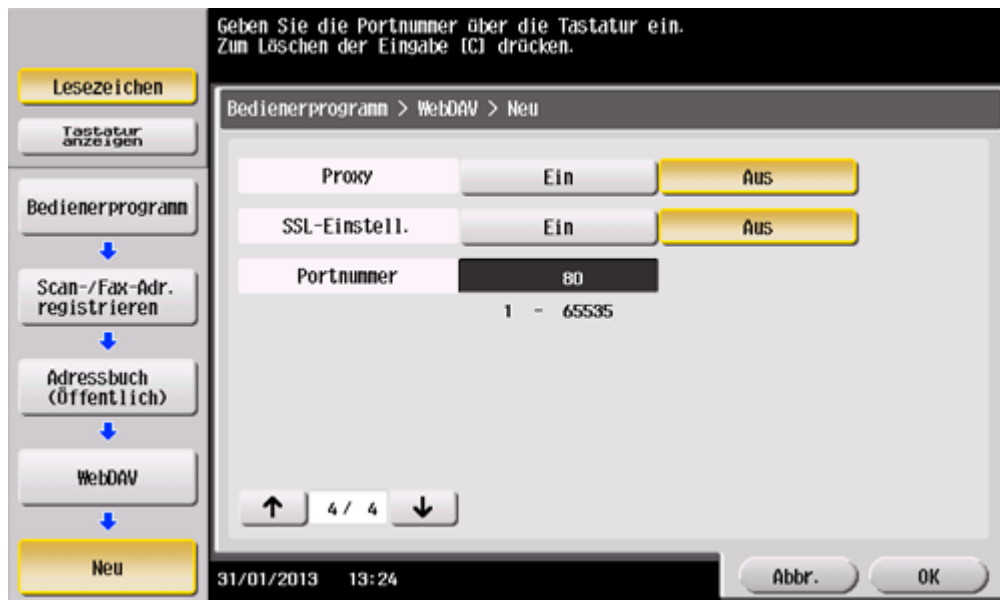 Geben Sie die Portnummer über die Tastatur ein.
Zum Löschen der Eingabe [C] drücken.
Lesezeichen
Tastatur
anzeigen
Bedienerprogramm
Scan-/Fax-Adr.
registrieren
Adressbuch
(Öffentlich)
WebDAV
Neu
Bedienerprogramm > WebDAV > Neu
Proxy Ein Aus
SSL-Einstell. Ein Aus
Portnummer 80
1 - 65535
↑ 4/ 4 ↓
31/01/2013 13:24
Abbr. OK